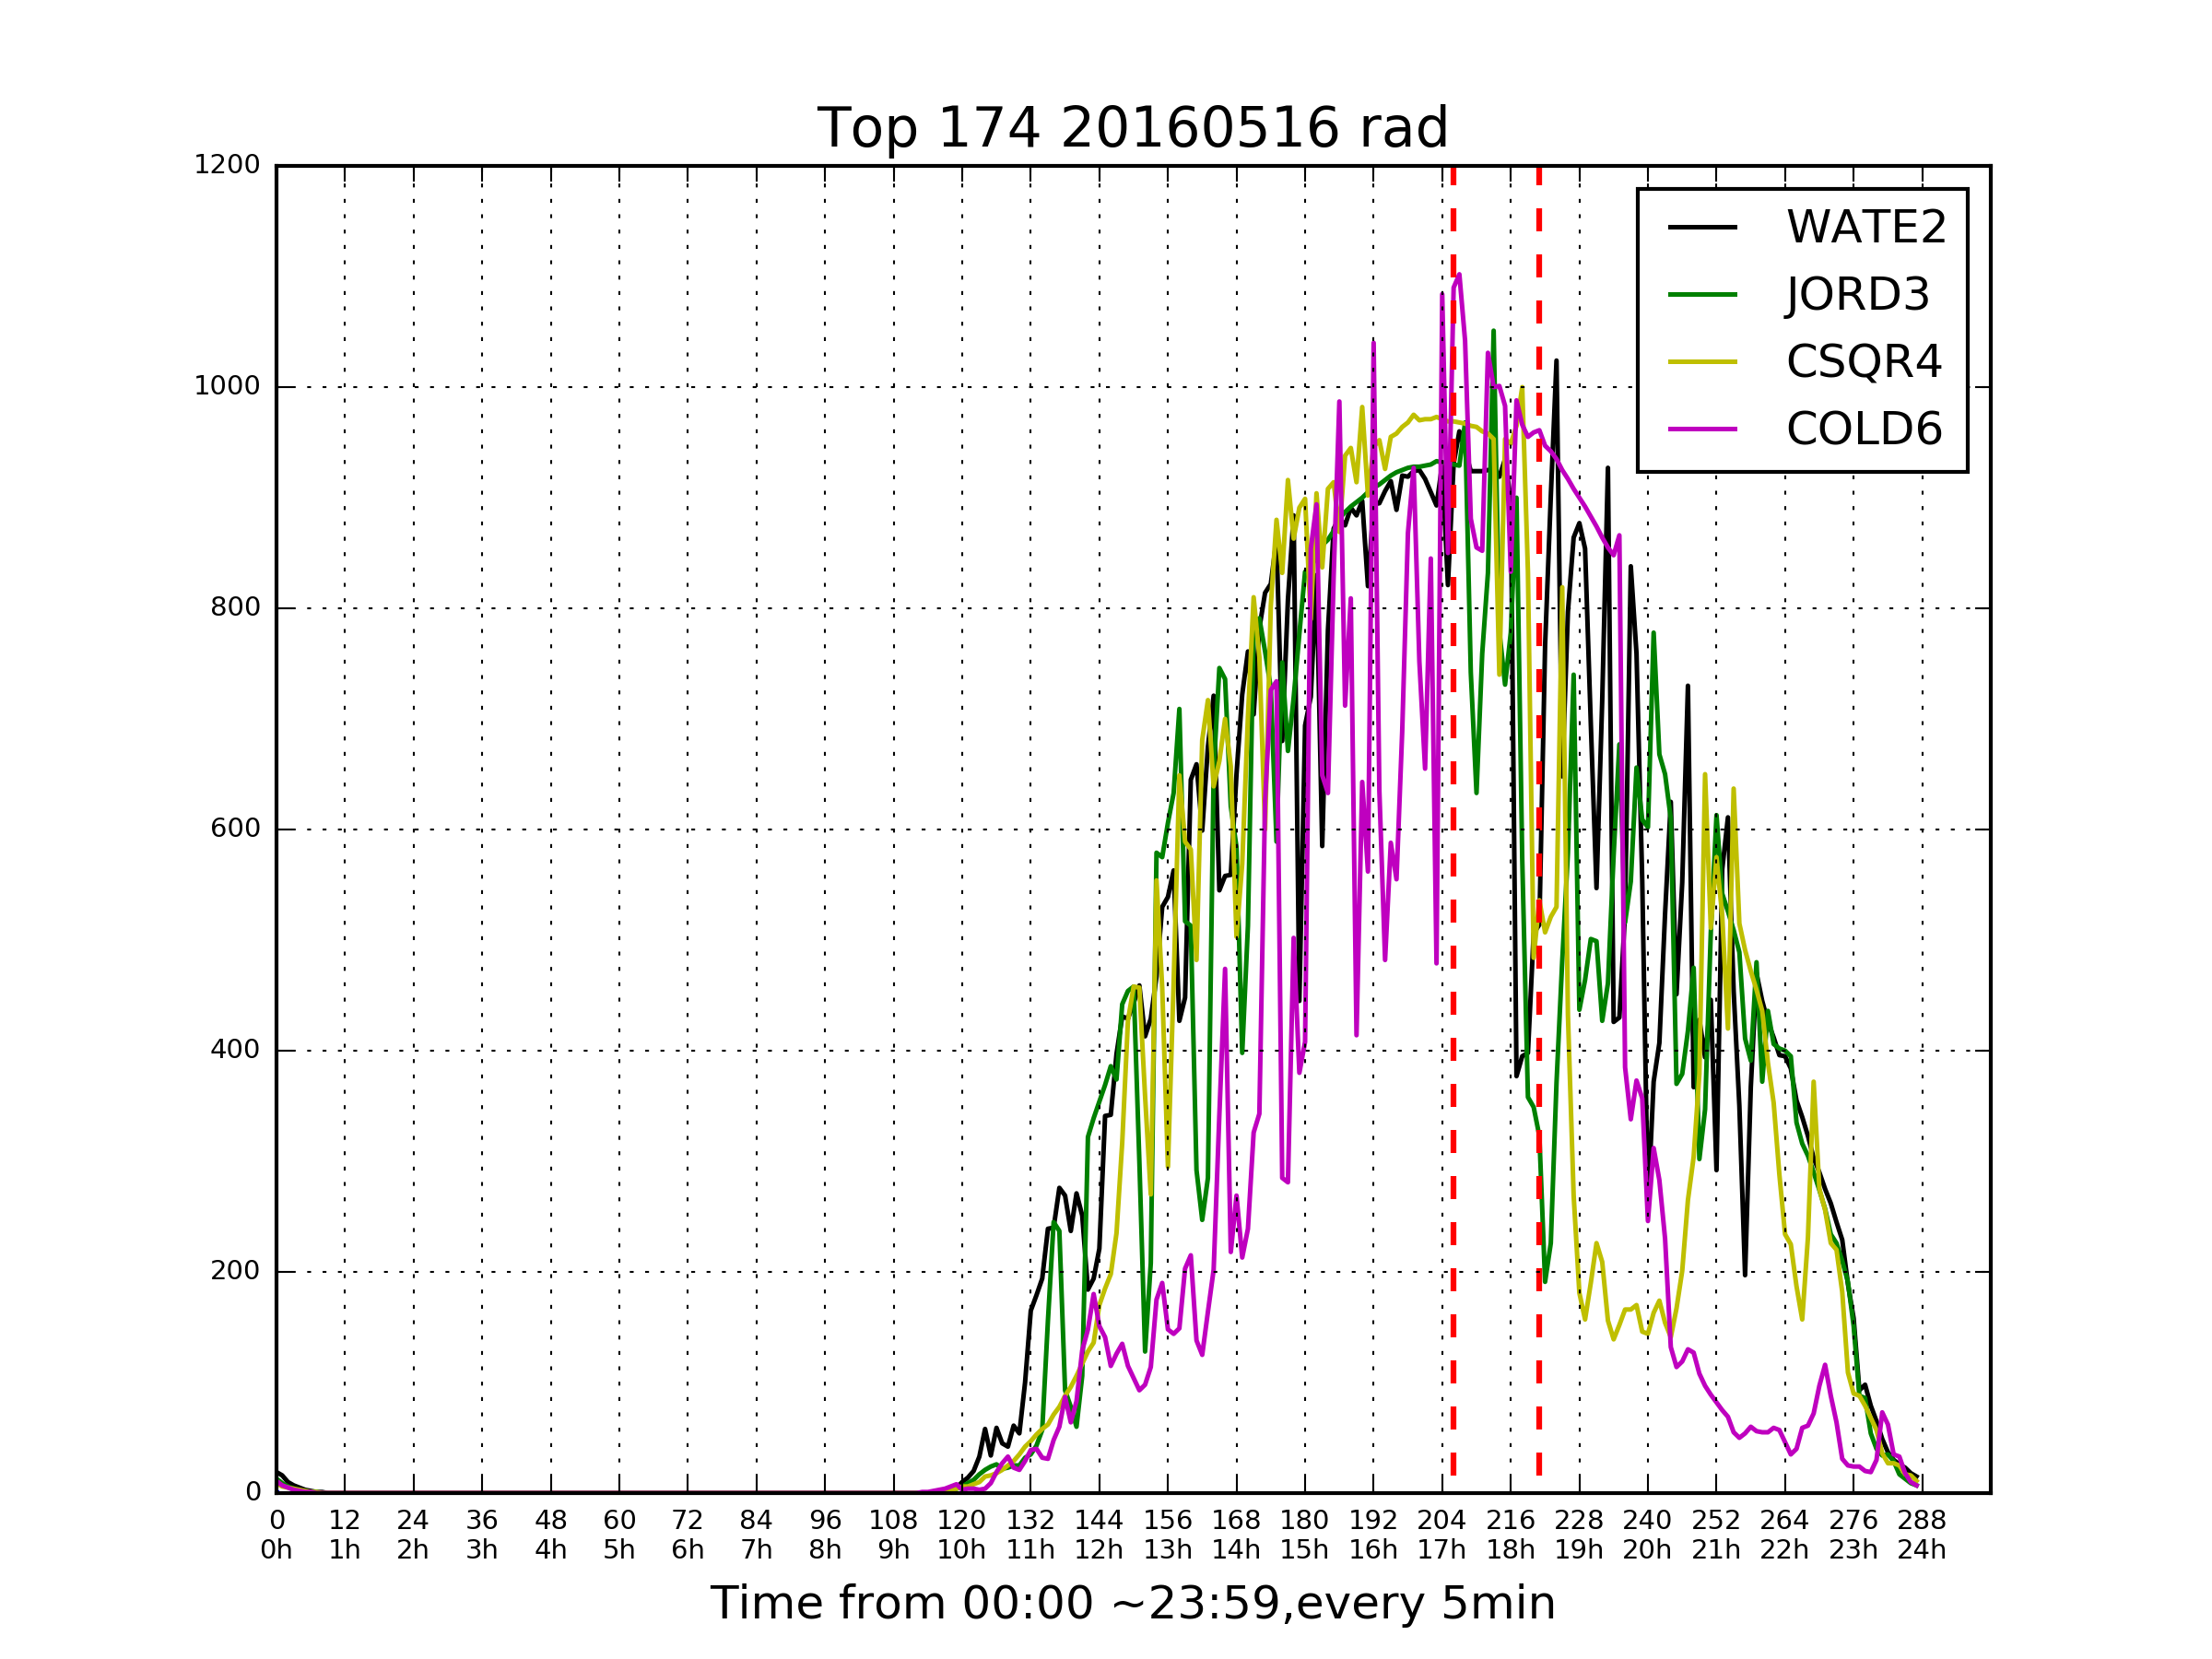 Top 174 20160516 rad
1200
1000
800
600
400
200
0
WATE2
JORD3
CSQR4
COLD6
0 12 24 36 48 60 72 84 96 108 120 132 144 156 168 180 192 204 216 228 240 252 264 276 288
0h 1h 2h 3h 4h 5h 6h 7h 8h 9h 10h 11h 12h 13h 14h 15h 16h 17h 18h 19h 20h 21h 22h 23h 24h
Time from 00:00 ~23:59,every 5min